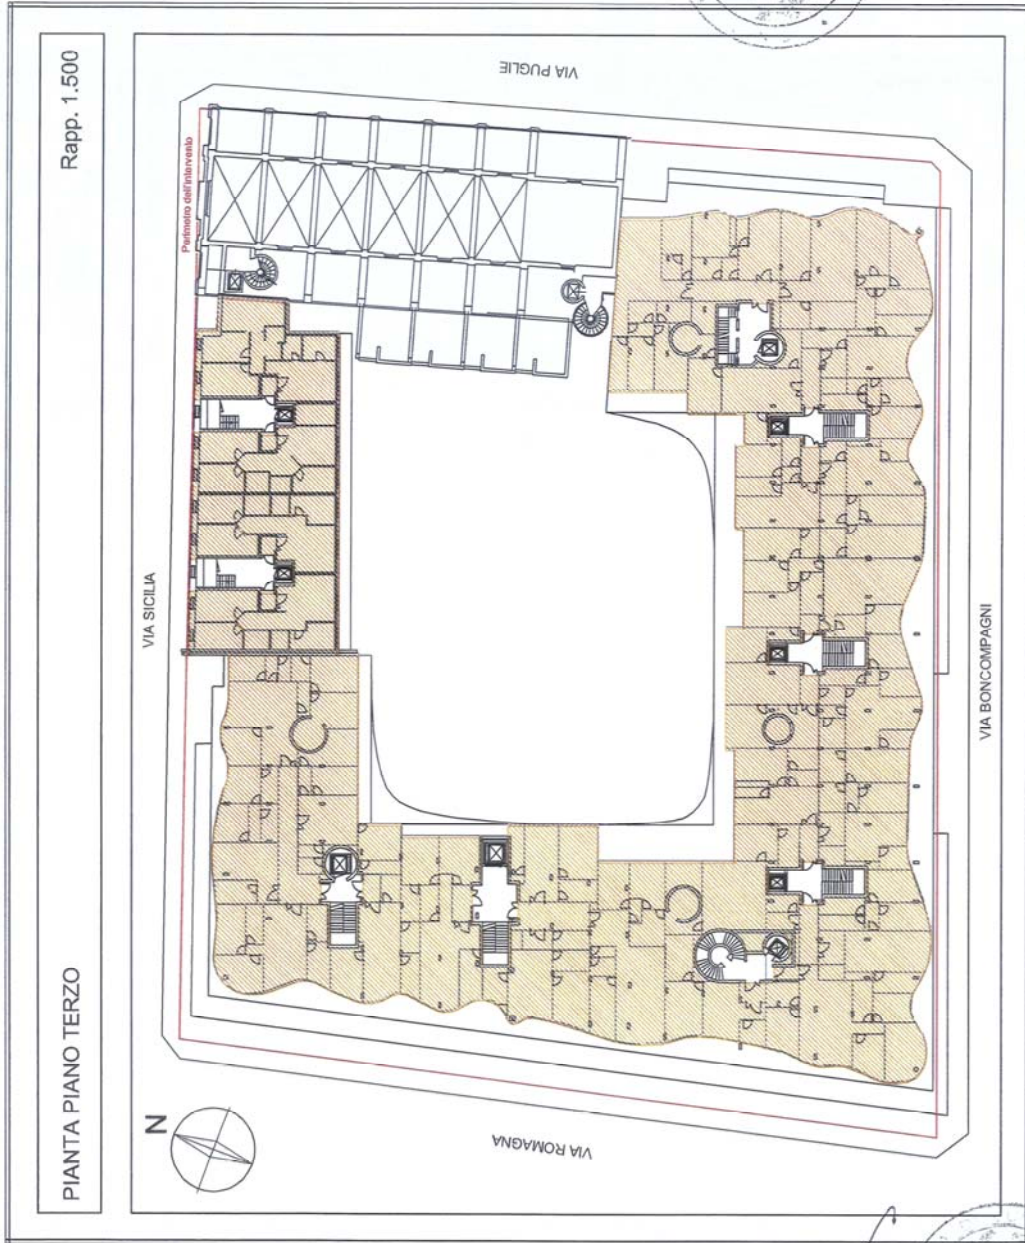 PIANTA PIANO TERZO
Rapp. 1.500
VIA PUGLIE
Perimetro dell'intervento
VIA SICILIA
VIA BONCOMPAGNI
VIA ROMAGNA
N